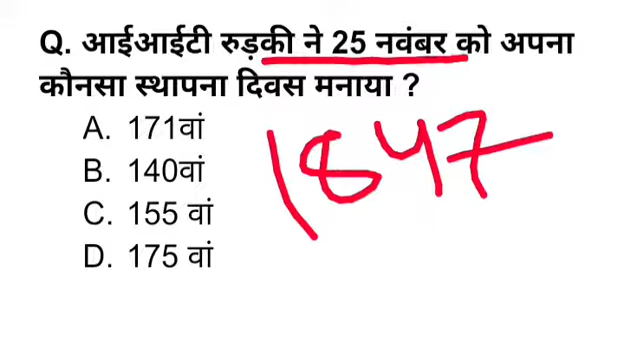 Q. आईआईटी रुड़की ने 25 नवंबर को अपना
कौनसा स्थापना दिवस मनाया ?
A. 171वां
B. 140वां
C. 155 वां
D. 175 वां
1847